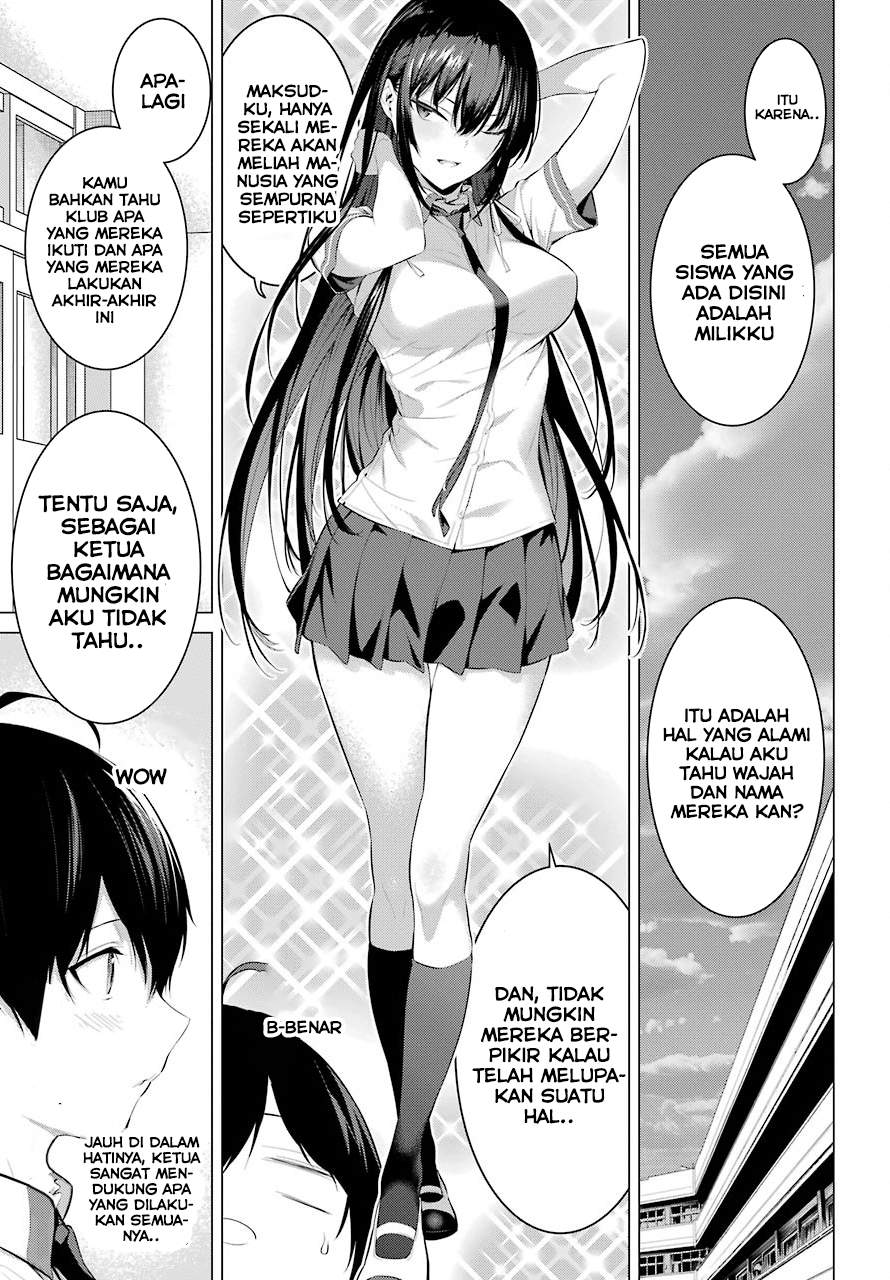 ITU
KARENA..
SEMUA
SISWA YANG
ADA DISINI
ADALAH
MILIKKU
ITU ADALAH
HAL YANG ALAMI
KALAU AKU
TAHU WAJAH
DAN NAMA
MEREKA KAN?
MAKSUD-
KU, HANYA
SEKALI ME-
REKA AKAN
MELIAH MA-
NUSIA YANG
SEMPURNA
SEPERTIKU
DAN, TIDAK
MUNGKIN
MEREKA BER-
PIKIR KALAU
TELAH MELUPA-
KAN SUATU
HAL..
B-BENAR
APA-
LAGI
KAMU
BAHKAN TAHU
KLUB APA
YANG MEREKA
IKUTI DAN APA
YANG MEREKA
LAKUKAN
AKHIR-AKHIR
INI
TENTU SAJA,
SEBAGAI
KETUA
BAGAIMANA
MUNGKIN
AKU TIDAK
TAHU..
WOW
JAUH DI DALAM
HATINYA, KETUA
SANGAT MEN-
DUKUNG APA
YANG DILAKU-
KAN SEMUA-
NYA..